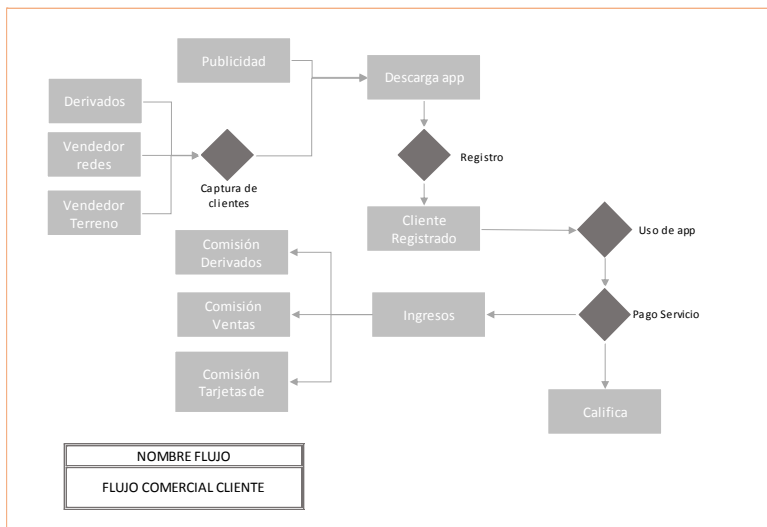 Publicidad
Descarga app
Derivados
Vendedor
redes
Vendedor
Terreno
Captura de
clientes
Registro
Cliente
Registrado
Uso de app
Comisión
Derivados
Comisión
Ventas
Comisión
Tarjetas de
Ingresos
Pago Servicio
Califica
NOMBRE FLUJO
FLUJO COMERCIAL CLIENTE